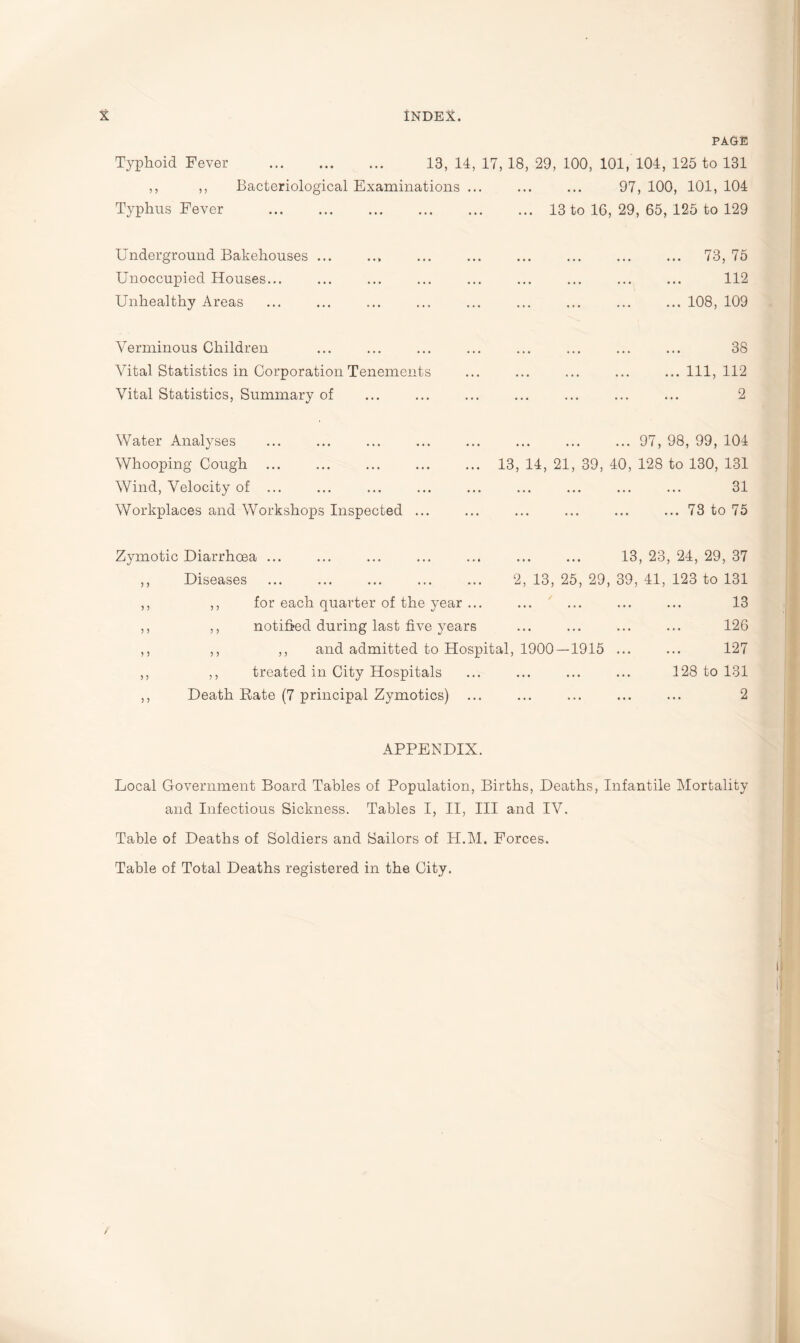 x INDEX.
PAGE
Typhoid Fever ... ... ... 13, 14, 17, 18, 29, 100, 101, 104, 125 to 131
,, ,, Bacteriological Examinations ... ... ... 97, 100, 101, 104
Typhus Fever ... ... ... ... ... ... 13 to 16, 29, 65, 125 to 129
Underground Bakehouses ... ... ... ... ... ... ... ... 73, 75
Unoccupied Houses... ... ... ... ... ... ... ... ... 112
Unhealthy Areas ... ... ... ... ... ... ... ... ... 108, 109
Verminous Children ... ... ... ... ... ... ... ... 38
Vital Statistics in Corporation Tenements ... ... ... ... ... 111, 112
Vital Statistics, Summary of ... ... ... ... ... ... ... 2
Water Analyses ... ... ... ... ... ... ... ... 97, 98, 99, 104
Whooping Cough ... ... ... ... ... 13, 14, 21, 39, 40, 128 to 130, 131
Wind, Velocity of ... ... ... ... ... ... ... ... ... 31
Workplaces and Workshops Inspected ... ... ... ... ... ... 73 to 75
Zymotic Diarrhœa ... ... ... ... ... ... ... 13, 23, 24, 29, 37
,, Diseases ... ... ... ... ... 2, 13, 25, 29, 39, 41, 123 to 131
,, ,, for each quarter of the year ... ... ... ... ... 13
,, ,, notified during last five years ... ... ... ... 126
,, ,, ,, and admitted to Hospital, 1900—1915 ... ... 127
,, ,, treated in City Hospitals ... ... ... ... 128 to 131
,, Death Rate (7 principal Zymotics) ... ... ... ... ... 2
APPENDIX.
Local Government Board Tables of Population, Births, Deaths, Infantile Mortality
and Infectious Sickness. Tables I, II, III and IV.
Table of Deaths of Soldiers and Sailors of H.M. Forces.
Table of Total Deaths registered in the City.